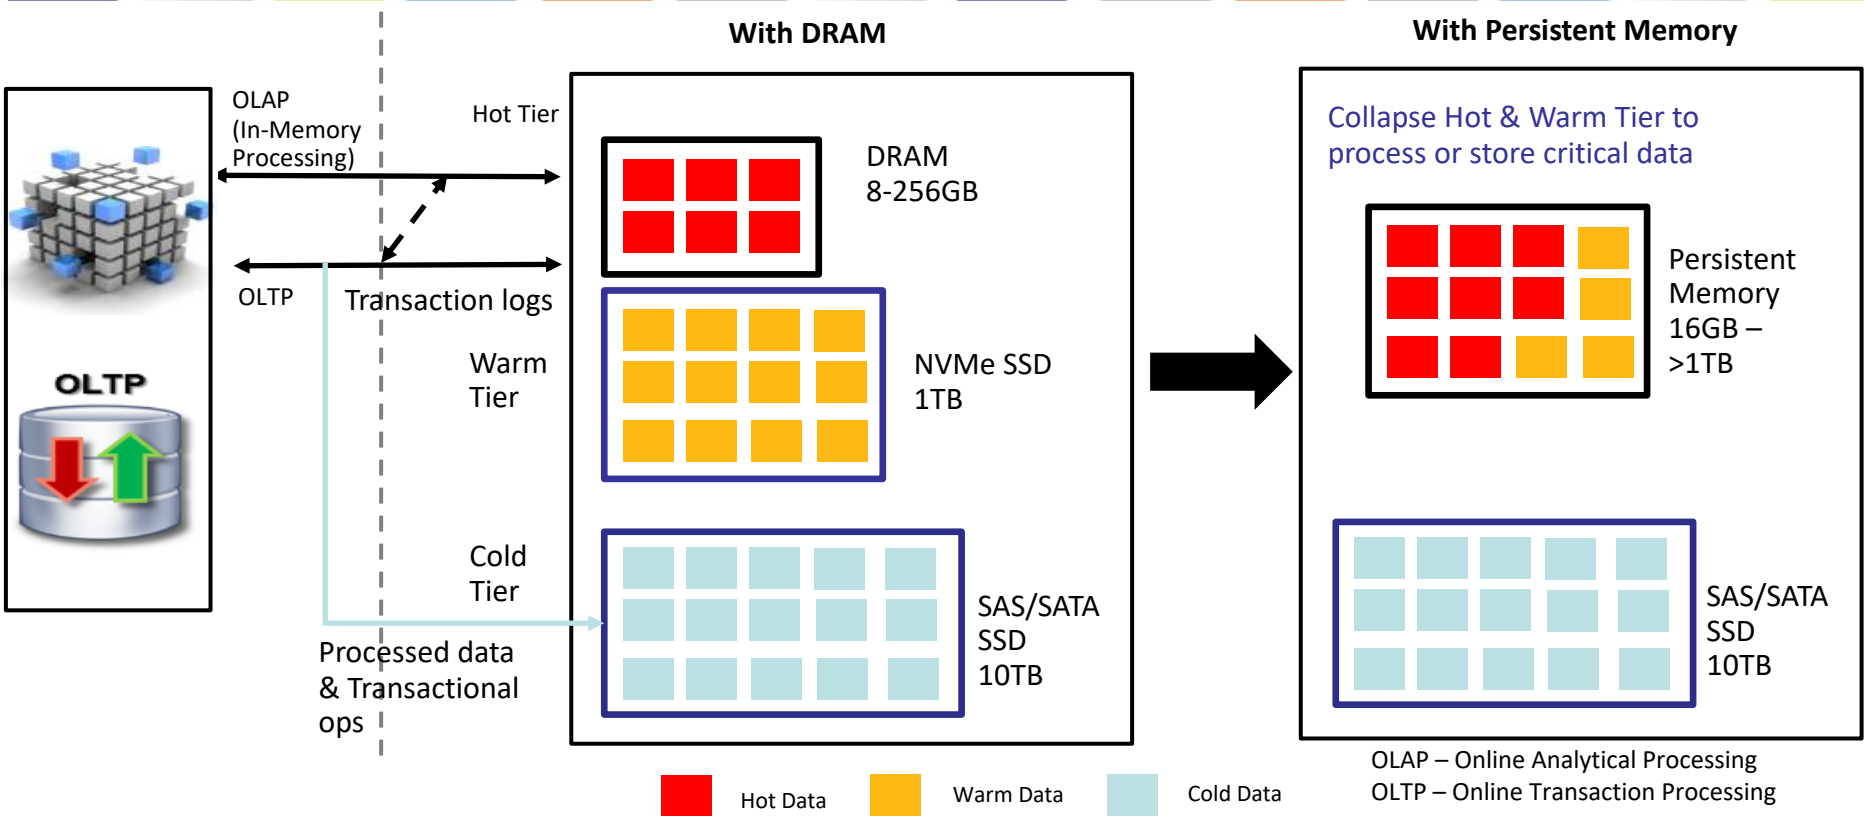 With DRAM
With Persistent Memory
OLAP
(In-Memory
Processing)
Hot Tier
DRAM
8-256GB
Collapse Hot & Warm Tier to
process or store critical data
OLTP
Transaction logs
Persistent
Memory
16GB –
>1TB
OLTP
Warm
Tier
NVMe SSD
1TB
Cold
Tier
SAS/SATA
SSD
10TB
SAS/SATA
SSD
10TB
Processed data
& Transactional
ops
OLAP – Online Analytical Processing
OLTP – Online Transaction Processing
Hot Data
Warm Data
Cold Data